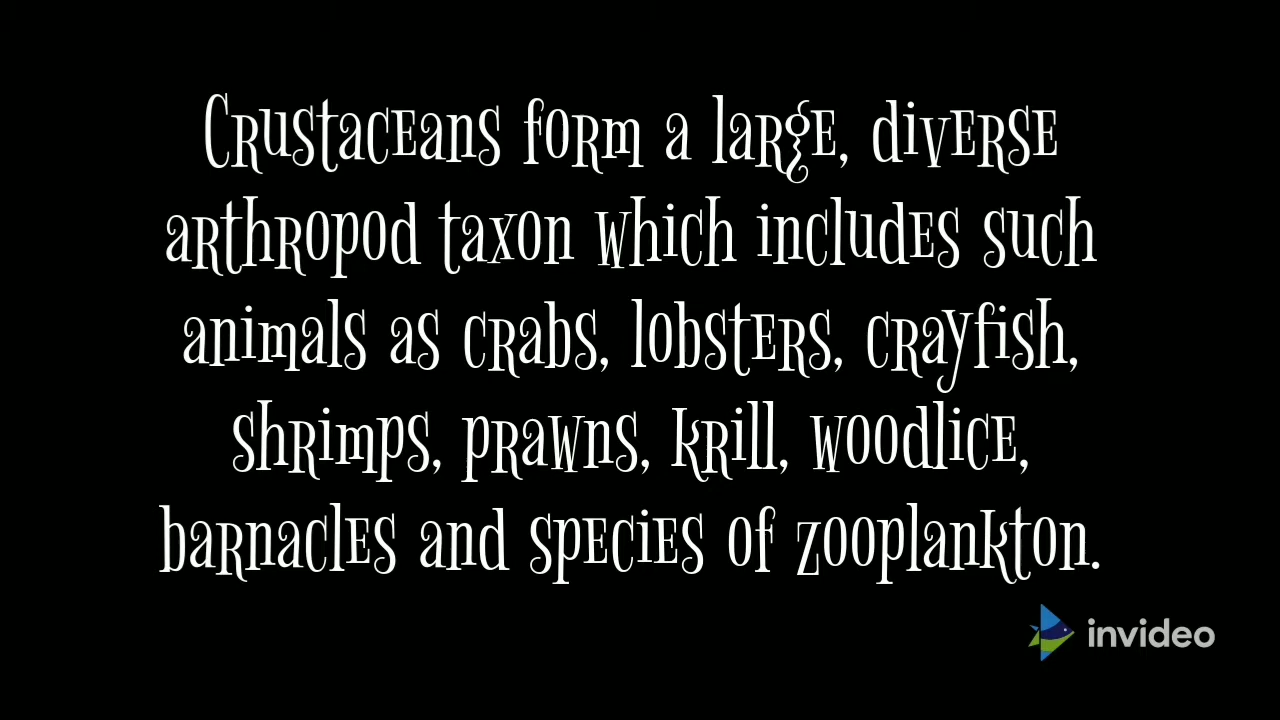 Crustaceans form a large, diverse
arthropod taxon which includes such
animals as crabs, lobsters, crayfish,
shrimps, prawns, krill, woodlice,
barnacles and species of zooplankton.
invideo